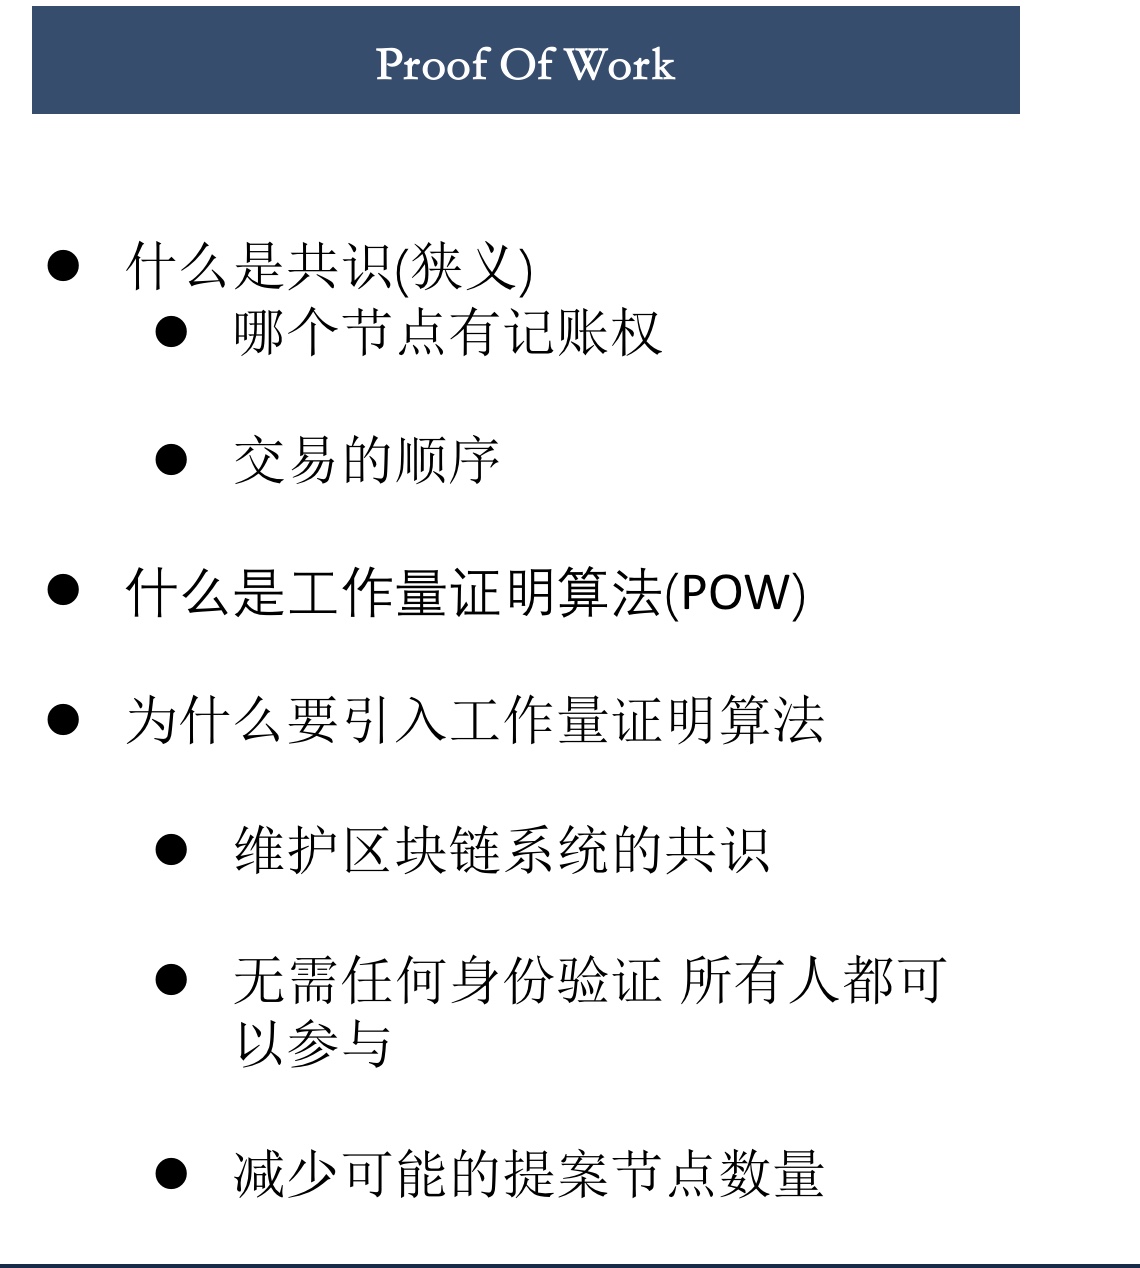 Proof Of Work
● 什么是共识(狭义)
● 哪个节点有记账权
● 交易的顺序
● 什么是工作量证明算法(POW)
● 为什么要引入工作量证明算法
● 维护区块链系统的共识
● 无需任何身份验证 所有人都可
以参与
● 减少可能的提案节点数量